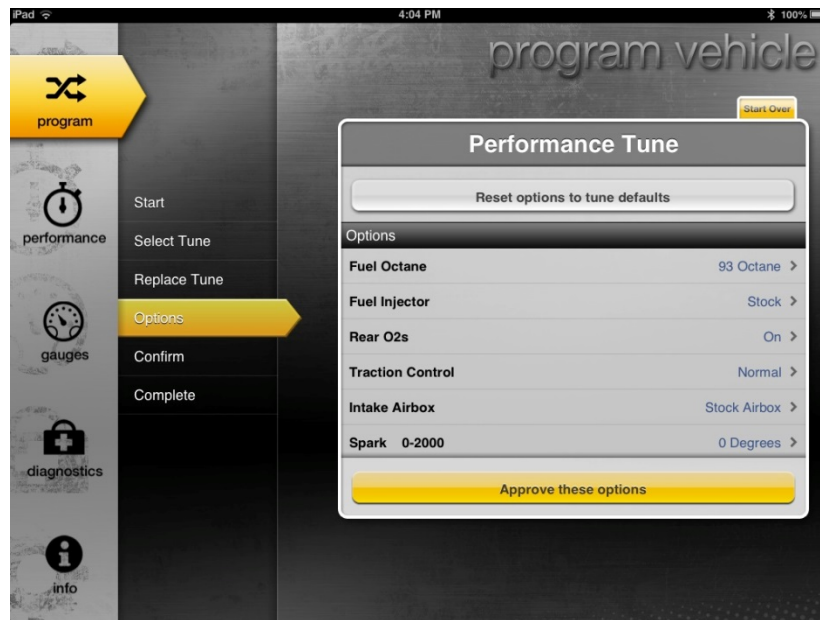 iPad 4:04 PM 100%
program vehicle
program
performance
gauges
diagnostics
info
Start
Select Tune
Replace Tune
Options
Confirm
Complete
Start Over
Performance Tune
Reset options to tune defaults
Options
Fuel Octane 93 Octane >
Fuel Injector Stock >
Rear O2s On >
Traction Control Normal >
Intake Airbox Stock Airbox >
Spark 0-2000 0 Degrees >
Approve these options